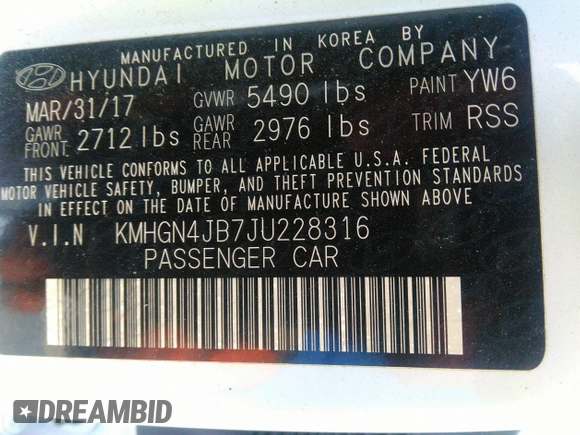 MANUFACTURED IN KOREA BY
HYUNDAI MOTOR COMPANY
MAR/31/17 GVWR 5490 lbs PAINT YW6
GAWR FRONT: 2712 lbs GAWR REAR 2976 lbs TRIM RSS
THIS VEHICLE CONFORMS TO ALL APPLICABLE U.S.A. FEDERAL
MOTOR VEHICLE SAFETY, BUMPER, AND THEFT PREVENTION STANDARDS
IN EFFECT ON THE DATE OF MANUFACTURE SHOWN ABOVE
V.I.N KMHGN4JB7JU228316
PASSENGER CAR
DREAMBID